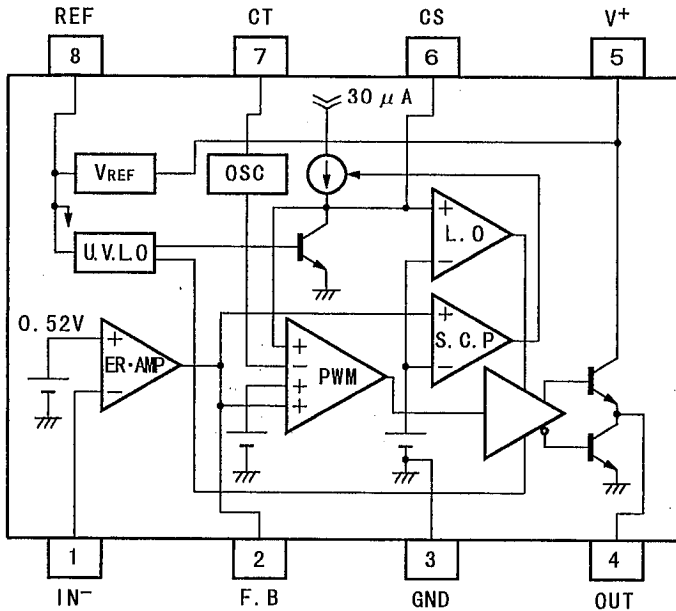 REF CT CS V+
8 7 6 5
30 μA
VREF OSC
+
L.O
U.V.L.O
−
0.52V
+
S.C.P
+
ER·AMP
+
−
PWM
−
−
+
+
1 2 3 4
IN− F.B GND OUT